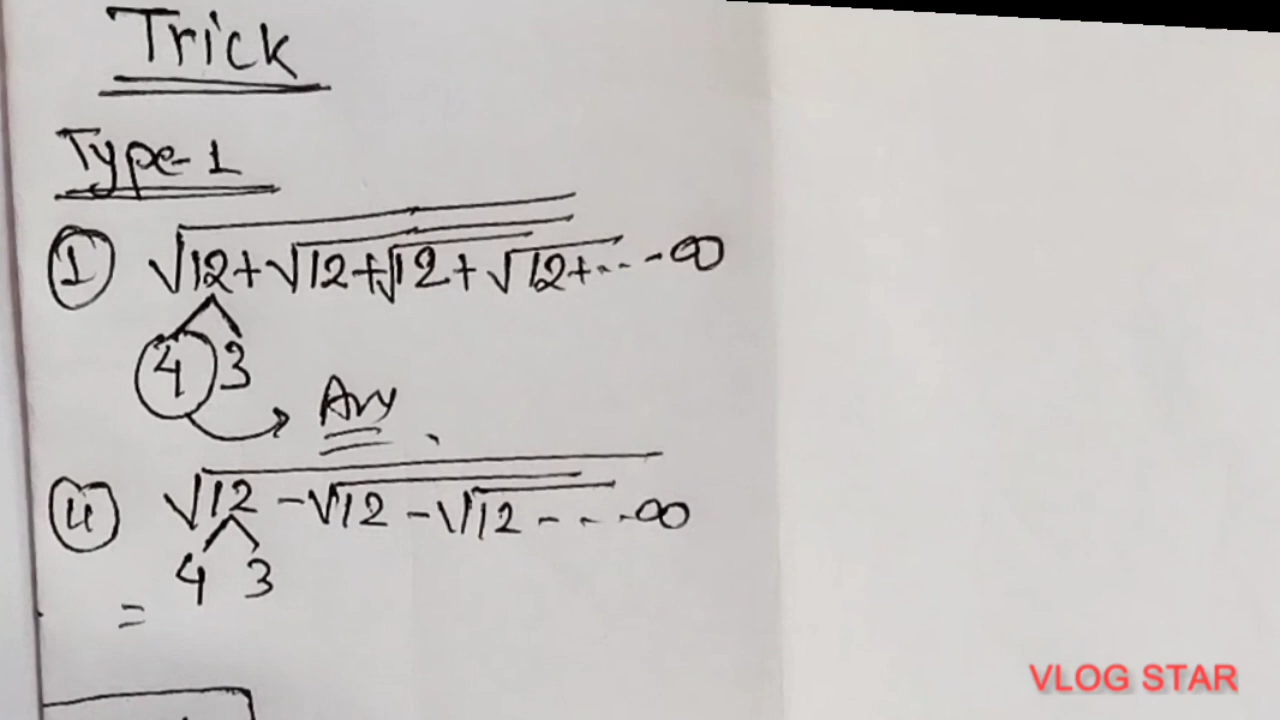 Trick
Type-1
① √12+√12+√12+√12+...-∞
4 3
Ans
④ √12-√12-√12-...∞
4 3
=
VLOG STAR